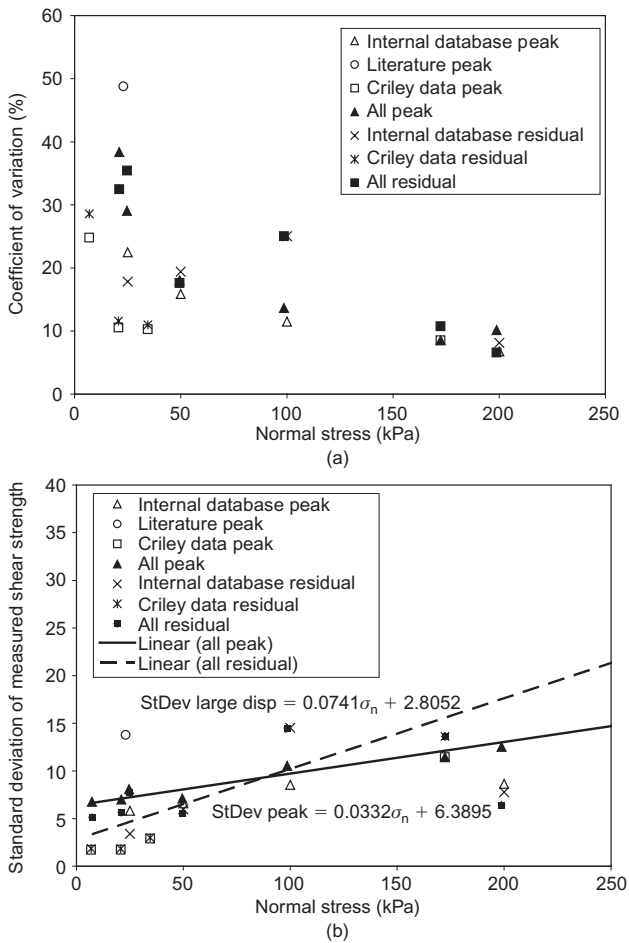 60
50
40
30
20
10
0
Coefficient of variation (%)
Internal database peak
Literature peak
Criley data peak
All peak
Internal database residual
Criley data residual
All residual
0 50 100 150 200 250
Normal stress (kPa)
(a)
40
35
30
25
20
15
10
5
0
Standard deviation of measured shear strength
Internal database peak
Literature peak
Criley data peak
All peak
Internal database residual
Criley data residual
All residual
Linear (all peak)
Linear (all residual)
StDev large disp = 0.0741σn + 2.8052
StDev peak = 0.0332σn + 6.3895
0 50 100 150 200 250
Normal stress (kPa)
(b)